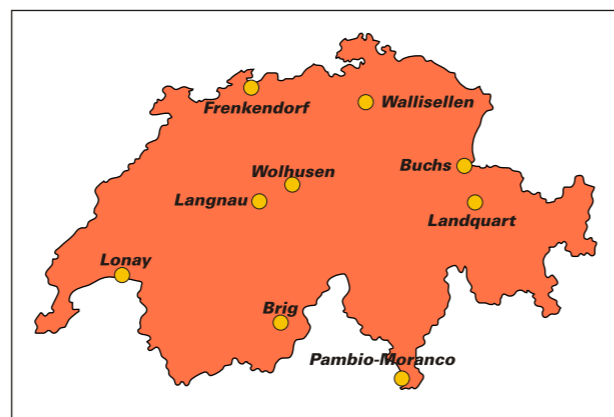 Frenkendorf
Wallisellen
Wolhusen
Buchs
Langnau
Landquart
Lonay
Brig
Pambio-Moranco